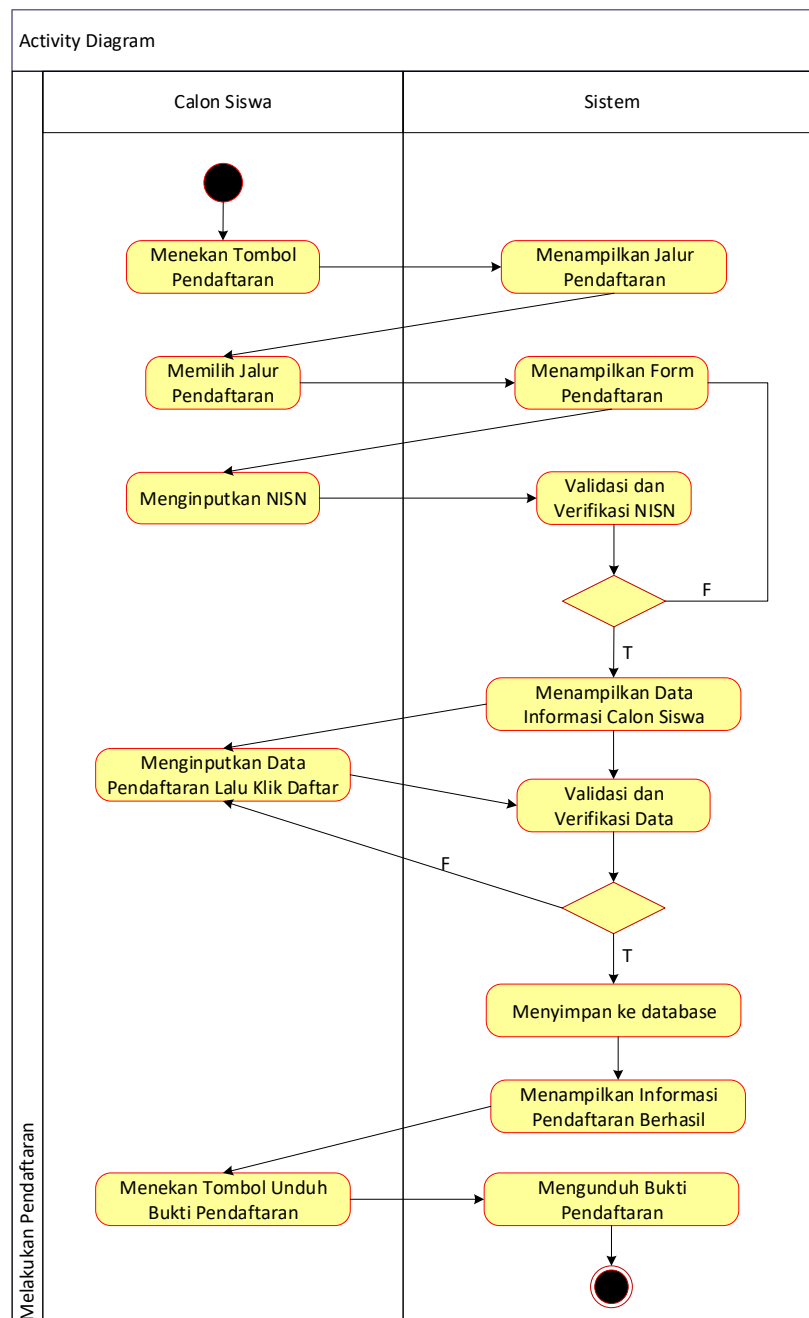 Activity Diagram
Calon Siswa
Sistem
Menekan Tombol
Pendaftaran
Menampilkan Jalur
Pendaftaran
Memilih Jalur
Pendaftaran
Menampilkan Form
Pendaftaran
Menginputkan NISN
Validasi dan
Verifikasi NISN
F
T
Menampilkan Data
Informasi Calon Siswa
Menginputkan Data
Pendaftaran Lalu Klik Daftar
Validasi dan
Verifikasi Data
F
T
Menyimpan ke database
Menampilkan Informasi
Pendaftaran Berhasil
Menekan Tombol Unduh
Bukti Pendaftaran
Mengunduh Bukti
Pendaftaran
Melakukan Pendaftaran